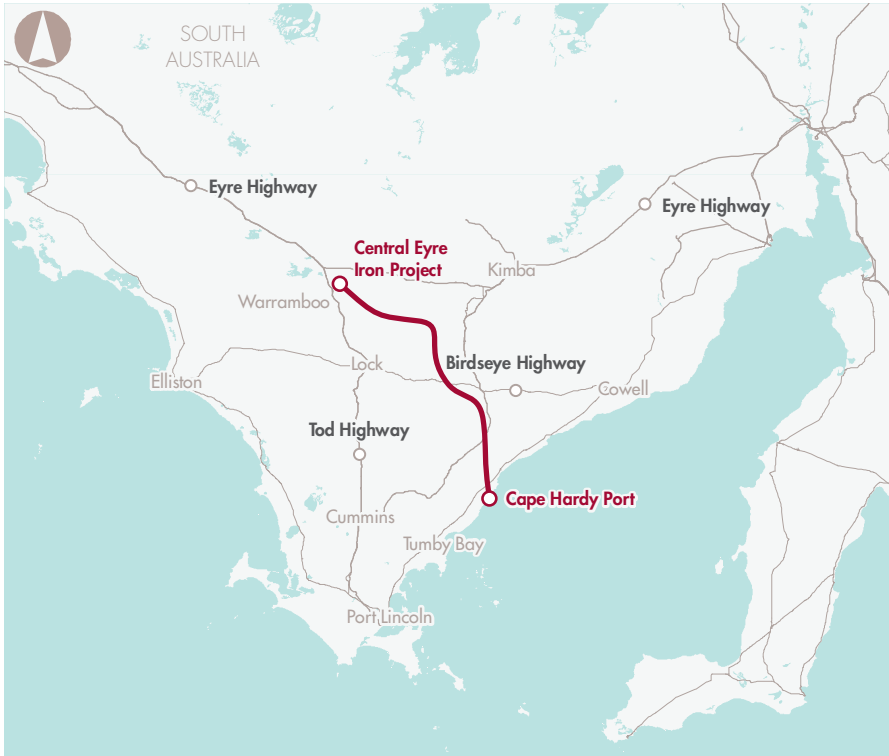 SOUTH
AUSTRALIA
Eyre Highway
Eyre Highway
Central Eyre
Iron Project
Kimba
Warramboo
Lock
Birdseye Highway
Elliston
Cowell
Tod Highway
Cape Hardy Port
Cummins
Tumby Bay
Port Lincoln